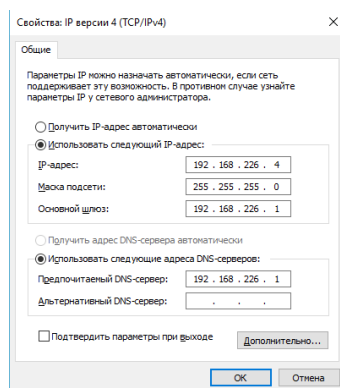 Свойства: IP версии 4 (TCP/IPv4)
Общие
Параметры IP можно назначать автоматически, если сеть
поддерживает эту возможность. В противном случае узнайте
параметры IP у сетевого администратора.
Получить IP-адрес автоматически
Использовать следующий IP-адрес:
IP-адрес: 192 . 168 . 226 . 4
Маска подсети: 255 . 255 . 255 . 0
Основной шлюз: 192 . 168 . 226 . 1
Получить адрес DNS-сервера автоматически
Использовать следующие адреса DNS-серверов:
Предпочитаемый DNS-сервер: 192 . 168 . 226 . 1
Альтернативный DNS-сервер: . . .
Подтвердить параметры при выходе
Дополнительно...
ОК Отмена